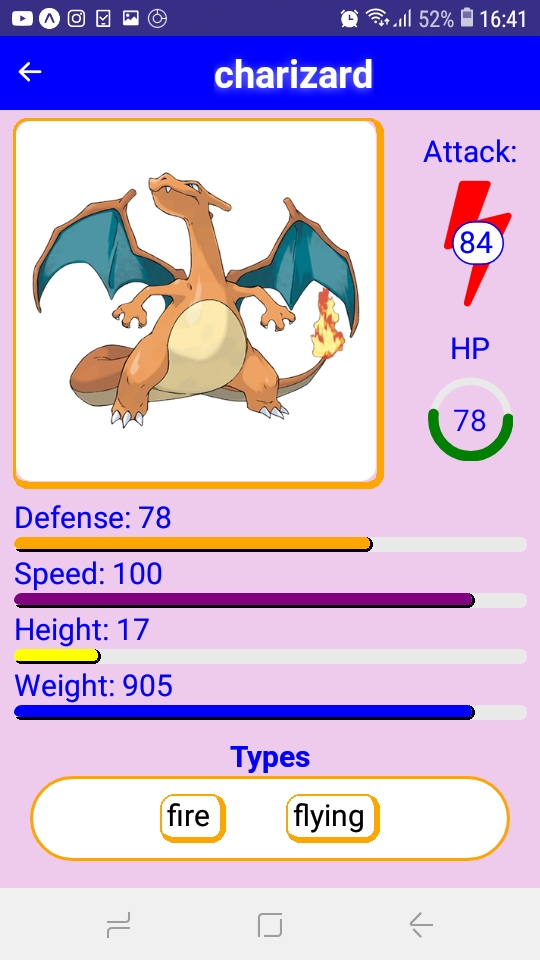 52% 16:41
charizard
Attack:
84
HP
78
Defense: 78
Speed: 100
Height: 17
Weight: 905
Types
fire flying